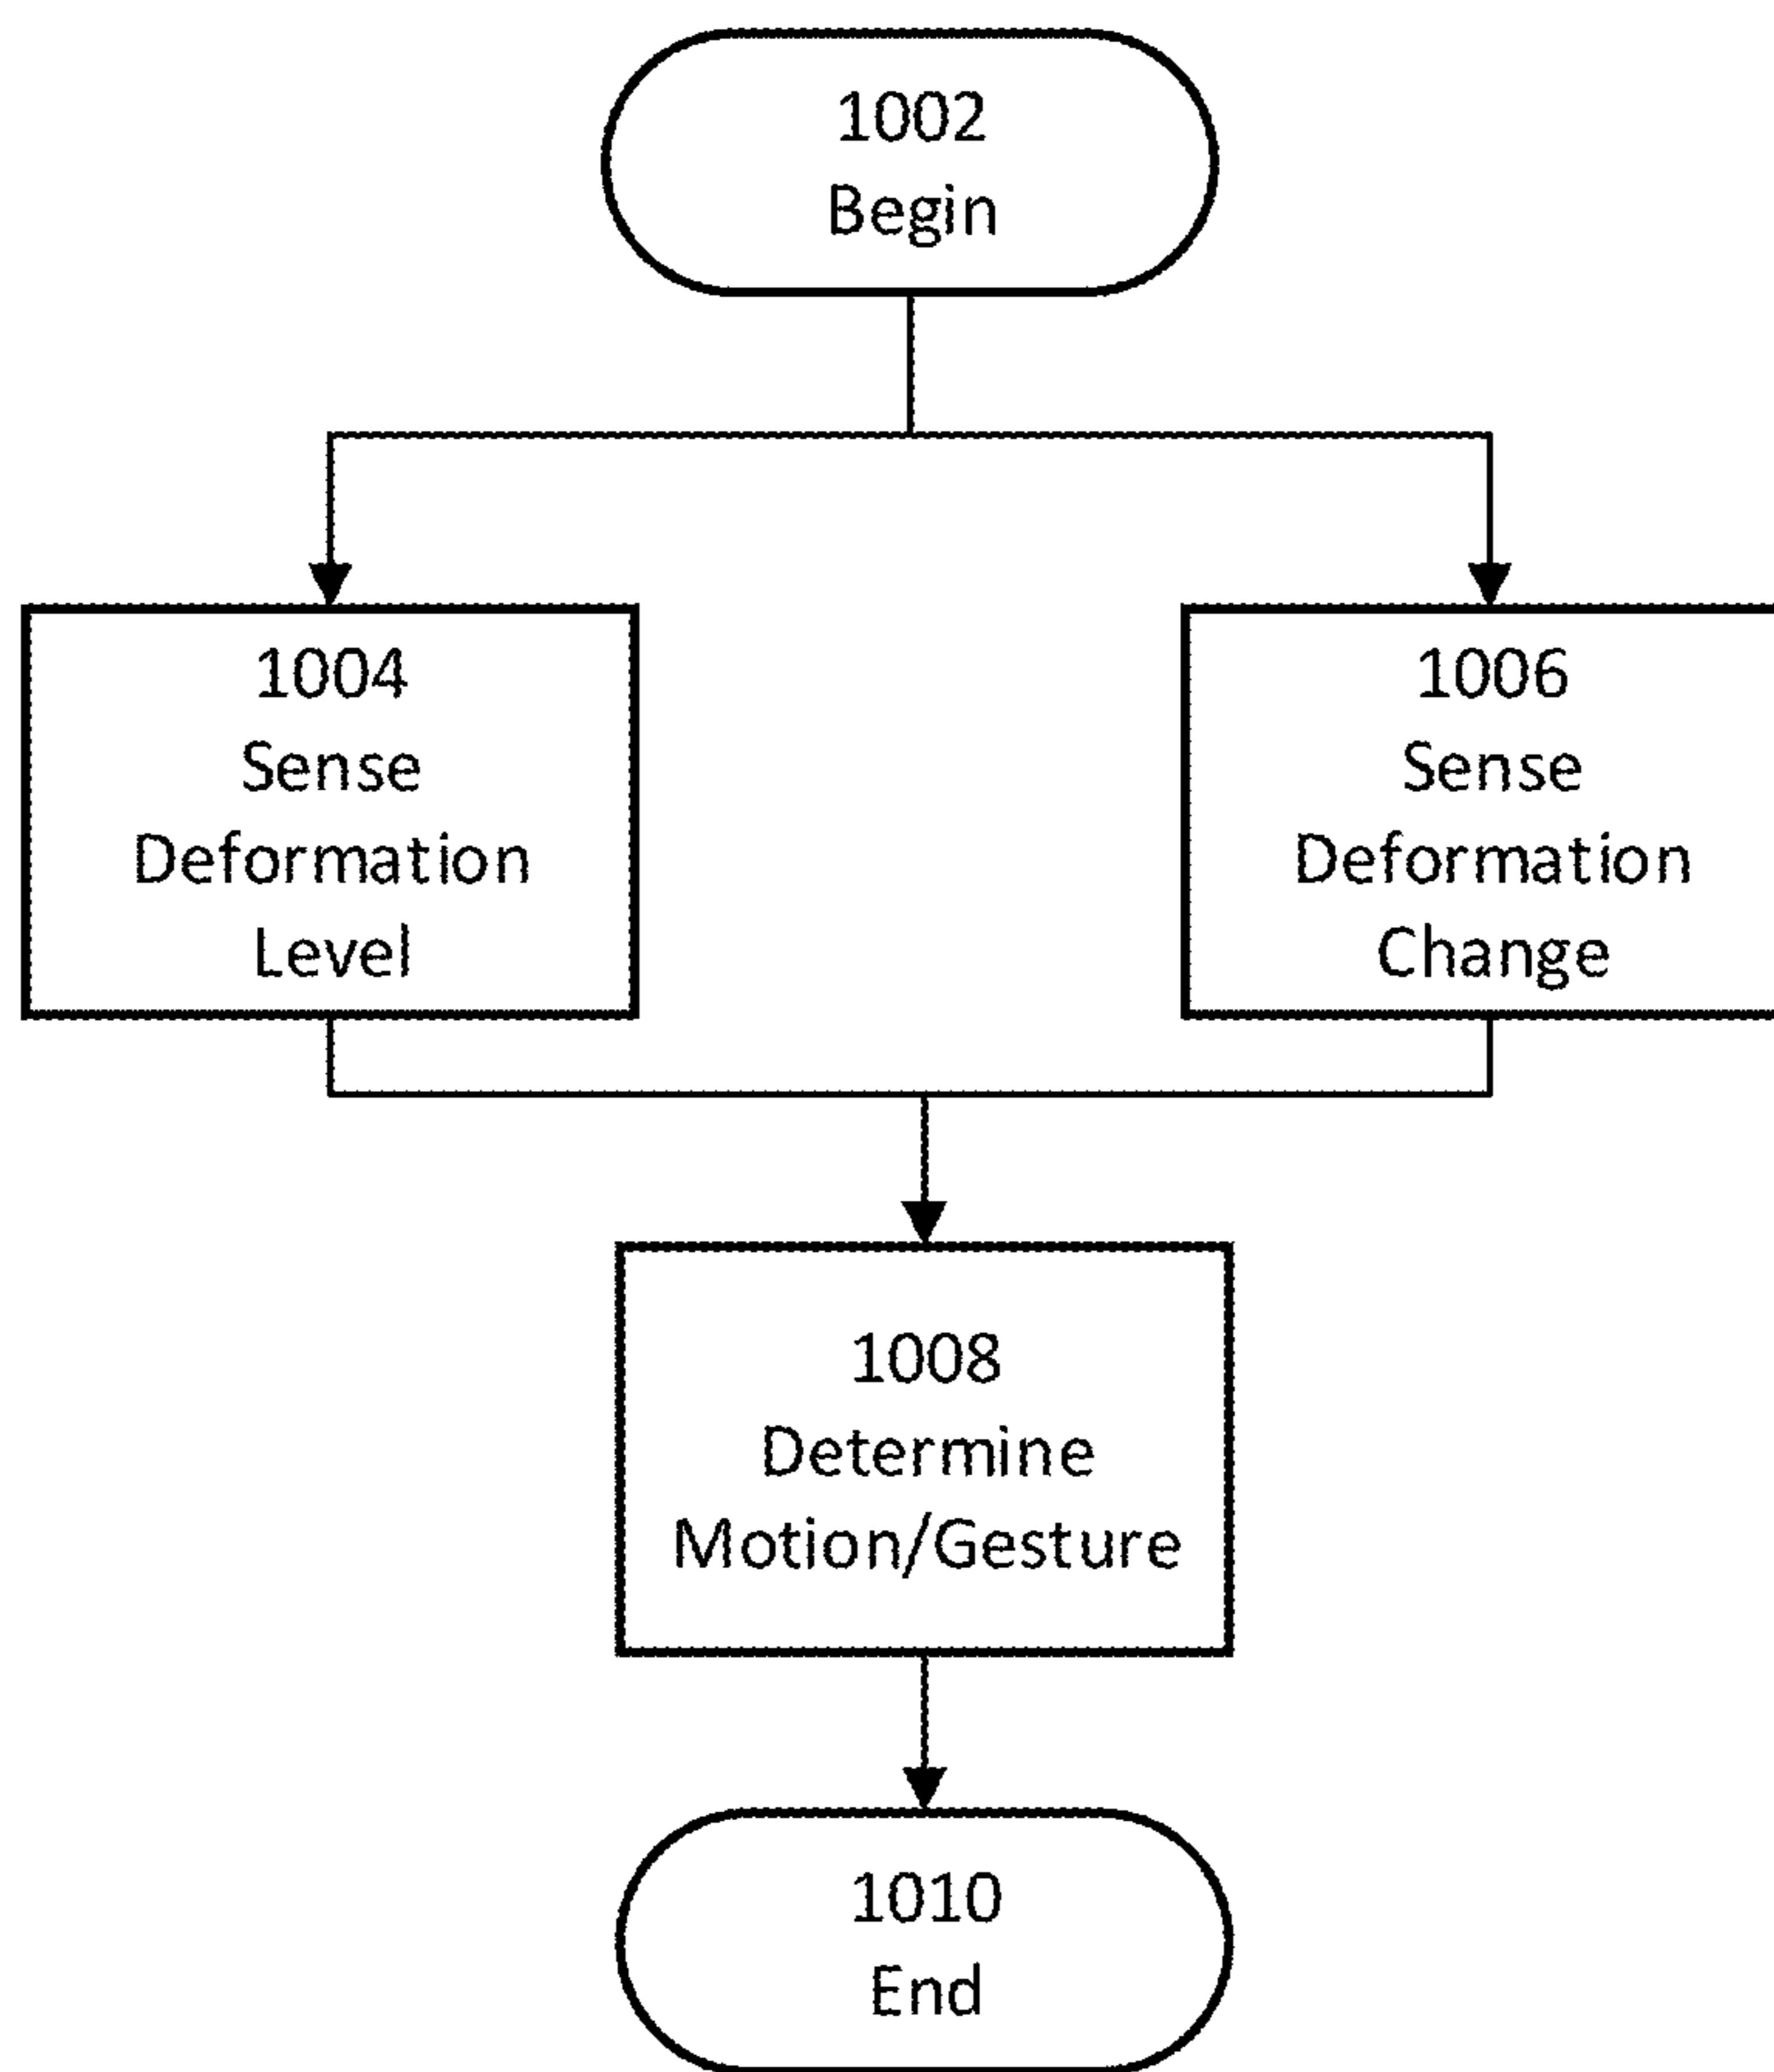 1002
Begin
1004
Sense
Deformation
Level
1006
Sense
Deformation
Change
1008
Determine
Motion/Gesture
1010
End